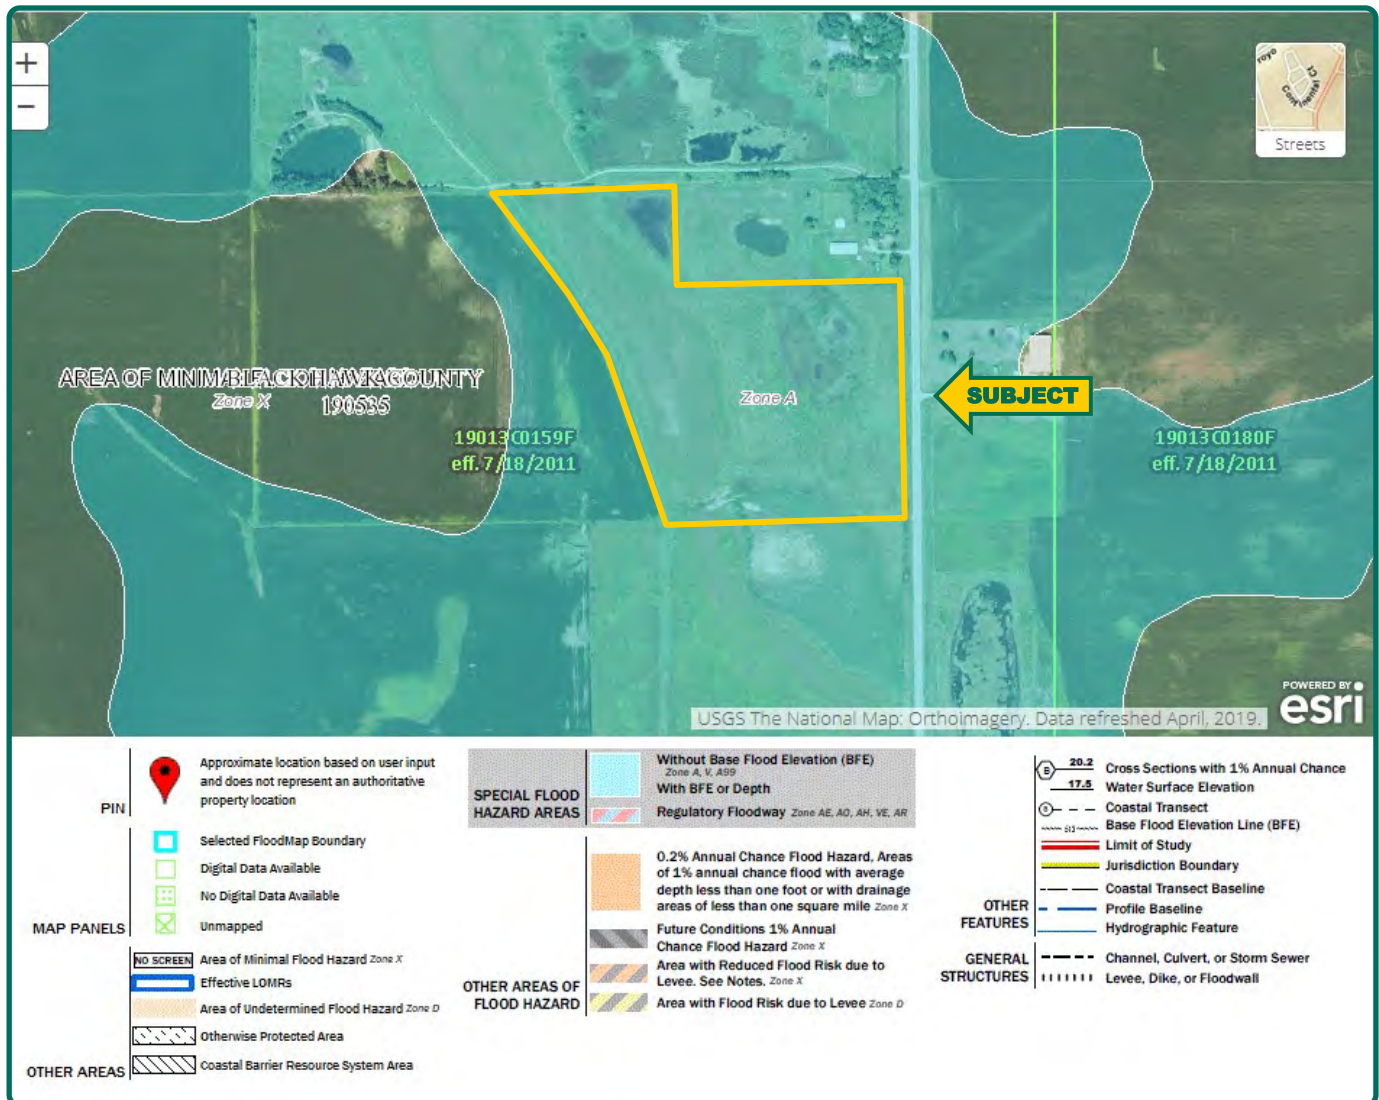 +
−
royo
Continental Ct
Streets
AREA OF MINIMAL
BLACK HAWK COUNTY
Zone X
190535
Zone A
SUBJECT
19013C0159F
eff. 7/18/2011
19013C0180F
eff. 7/18/2011
USGS The National Map: Orthoimagery. Data refreshed April, 2019.
POWERED BY
esri
PIN
Approximate location based on user input
and does not represent an authoritative
property location
MAP PANELS
Selected FloodMap Boundary
Digital Data Available
No Digital Data Available
Unmapped
OTHER AREAS
NO SCREEN Area of Minimal Flood Hazard Zone X
Effective LOMRs
Area of Undetermined Flood Hazard Zone D
Otherwise Protected Area
Coastal Barrier Resource System Area
SPECIAL FLOOD
HAZARD AREAS
Without Base Flood Elevation (BFE)
Zone A, V, A99
With BFE or Depth
Regulatory Floodway Zone AE, AO, AH, VE, AR
OTHER AREAS OF
FLOOD HAZARD
0.2% Annual Chance Flood Hazard, Areas
of 1% annual chance flood with average
depth less than one foot or with drainage
areas of less than one square mile Zone X
Future Conditions 1% Annual
Chance Flood Hazard Zone X
Area with Reduced Flood Risk due to
Levee. See Notes. Zone X
Area with Flood Risk due to Levee Zone D
OTHER
FEATURES
B 20.2 Cross Sections with 1% Annual Chance
17.5 Water Surface Elevation
8 Coastal Transect
513 Base Flood Elevation Line (BFE)
Limit of Study
Jurisdiction Boundary
Coastal Transect Baseline
Profile Baseline
Hydrographic Feature
GENERAL
STRUCTURES
Channel, Culvert, or Storm Sewer
Levee, Dike, or Floodwall